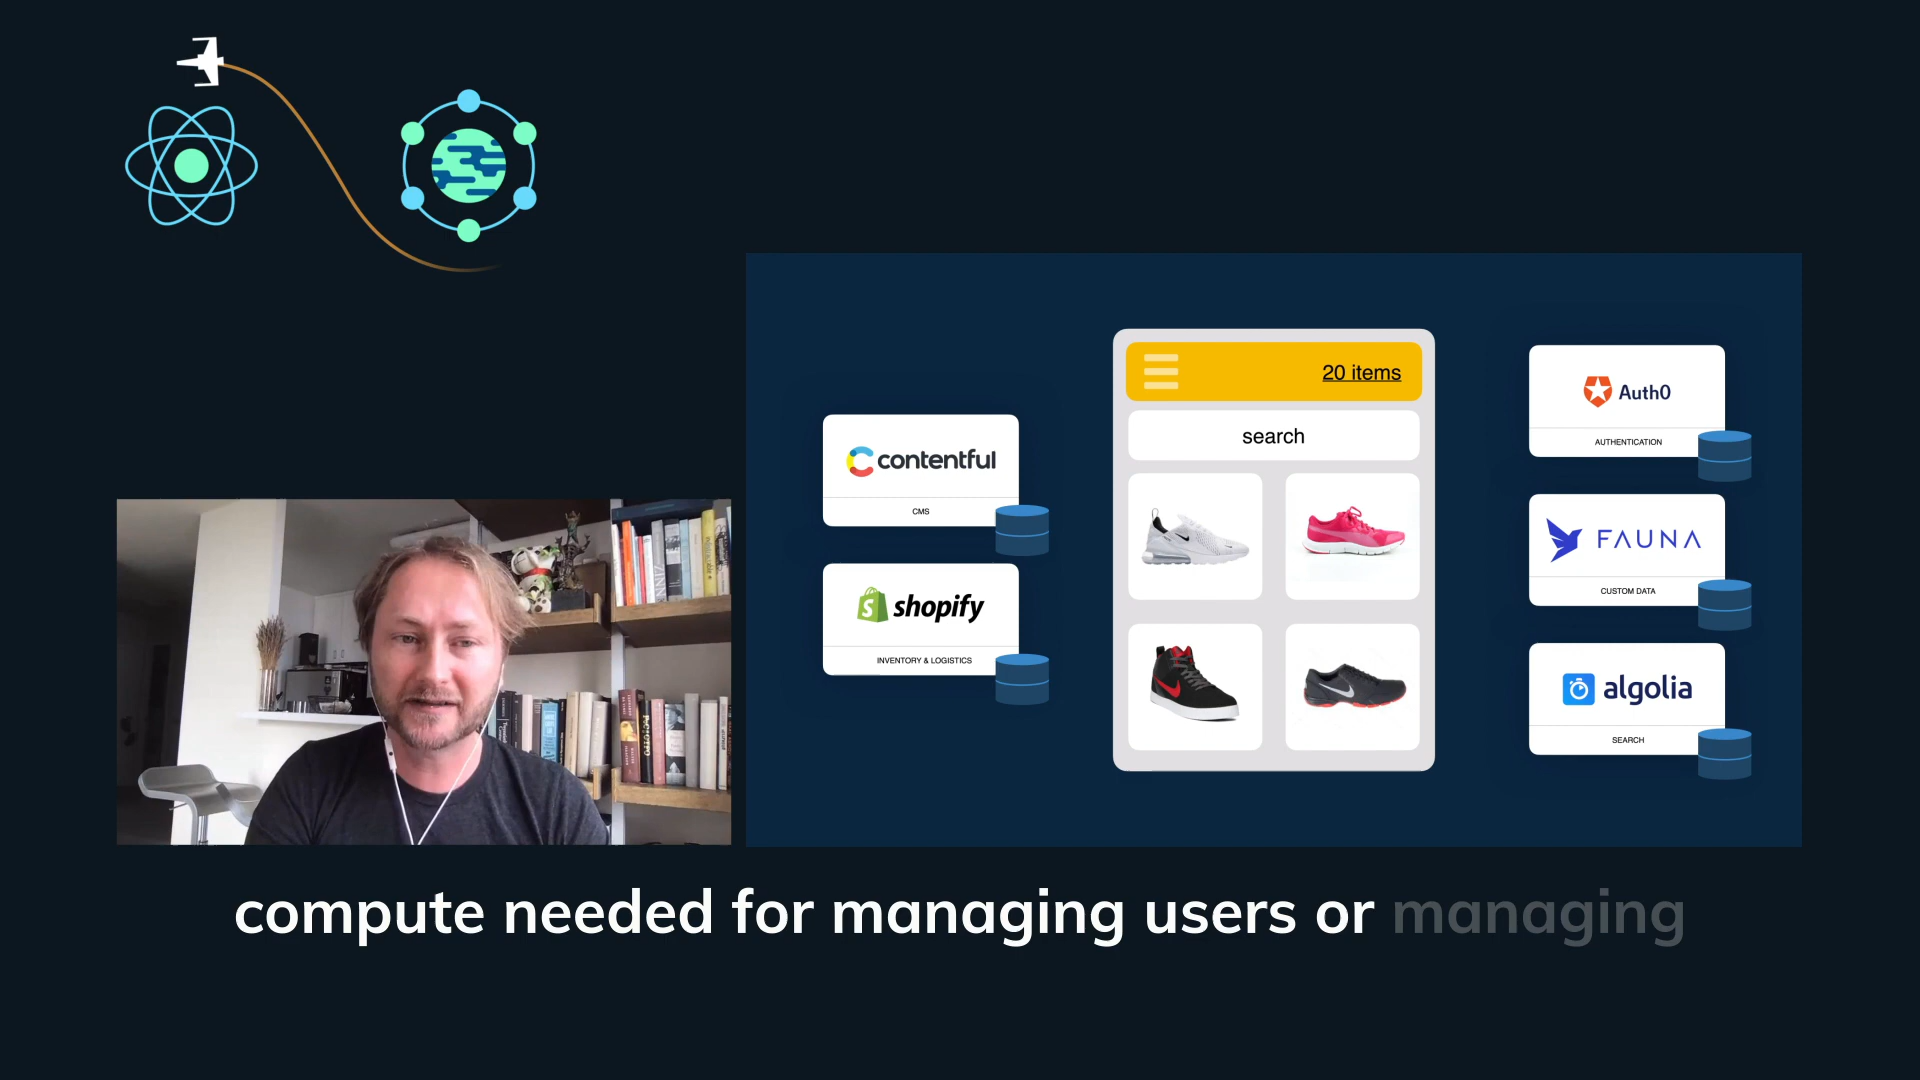 contentful
CMS
shopify
INVENTORY & LOGISTICS
20 items
search
Auth0
AUTHENTICATION
FAUNA
CUSTOM DATA
algolia
SEARCH
compute needed for managing users or managing